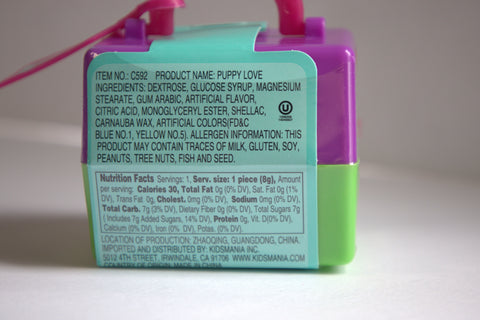 ITEM NO.: C592 PRODUCT NAME: PUPPY LOVE
INGREDIENTS: DEXTROSE, GLUCOSE SYRUP, MAGNESIUM
STEARATE, GUM ARABIC, ARTIFICIAL FLAVOR,
CITRIC ACID, MONOGLYCERYL ESTER, SHELLAC,
CARNAUBA WAX, ARTIFICIAL COLORS(FD&C
BLUE NO.1, YELLOW NO.5). ALLERGEN INFORMATION: THIS
PRODUCT MAY CONTAIN TRACES OF MILK, GLUTEN, SOY,
PEANUTS, TREE NUTS, FISH AND SEED.
Nutrition Facts Servings: 1, Serv. size: 1 piece (8g), Amount
per serving: Calories 30, Total Fat 0g (0% DV), Sat. Fat 0g (1%
DV), Trans Fat 0g, Cholest. 0mg (0% DV), Sodium 0mg (0% DV),
Total Carb. 7g (3% DV), Dietary Fiber 0g (0% DV), Total Sugars 7g
( Includes 7g Added Sugars, 14% DV), Protein 0g, Vit. D(0% DV),
Calcium (0% DV), Iron (0% DV), Potas. (0% DV).
LOCATION OF PRODUCTION: ZHAOQING, GUANGDONG, CHINA.
IMPORTED AND DISTRIBUTED BY: KIDSMANIA.
5012 4TH STREET, IRWINDALE, CA 91706 WWW.KIDSMANIA.COM
COUNTRY OF ORIGIN: MADE IN CHINA